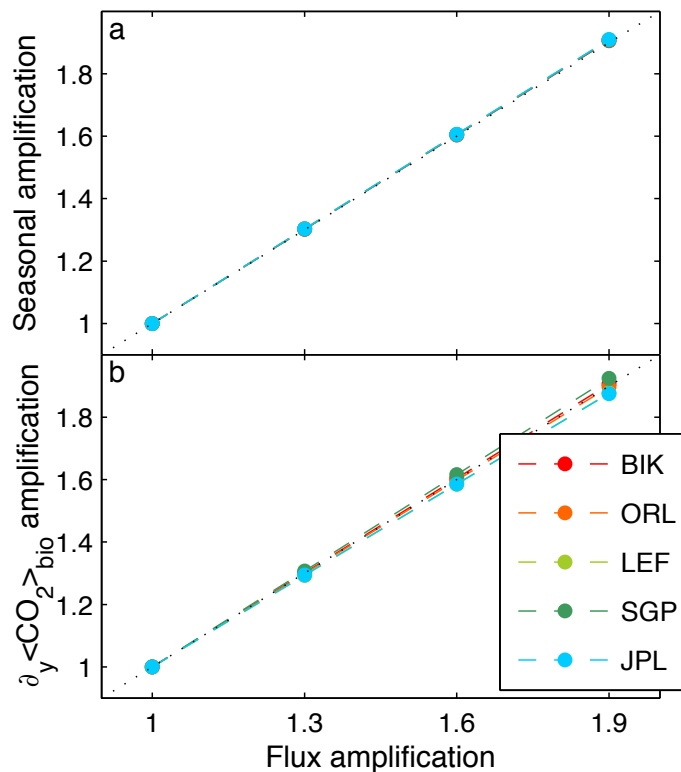 a
Seasonal amplification
1.8
1.6
1.4
1.2
1
b
∂y<CO2>bio amplification
1.8
1.6
1.4
1.2
1
BIK
ORL
LEF
SGP
JPL
1 1.3 1.6 1.9
Flux amplification